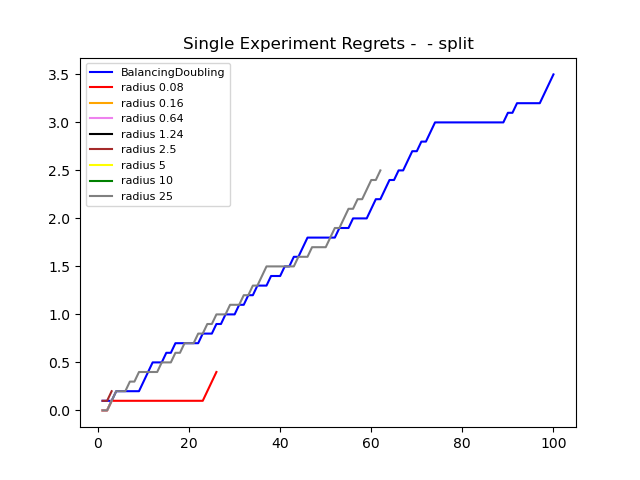 Single Experiment Regrets -  - split
BalancingDoubling
radius 0.08
radius 0.16
radius 0.64
radius 1.24
radius 2.5
radius 5
radius 10
radius 25
3.5
3.0
2.5
2.0
1.5
1.0
0.5
0.0
0 20 40 60 80 100